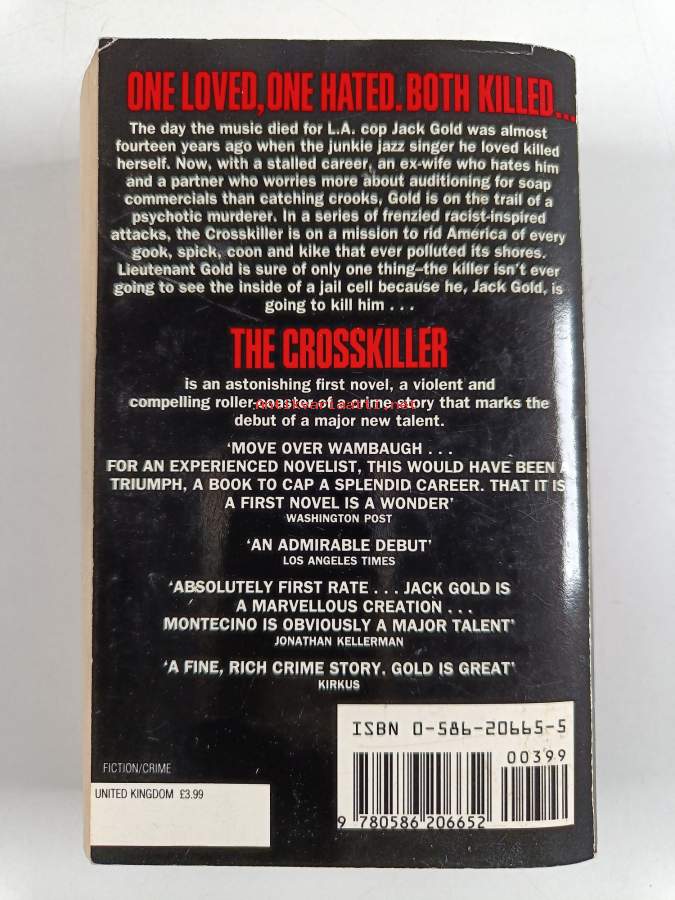 ONE LOVED, ONE HATED. BOTH KILLED...
The day the music died for L.A. cop Jack Gold was almost
fourteen years ago when the junkie jazz singer he loved killed
herself. Now, with a stalled career, an ex-wife who hates him
and a partner who worries more about auditioning for soap
commercials than catching crooks, Gold is on the trail of a
psychotic murderer. In a series of frenzied racist-inspired
attacks, the Crosskiller is on a mission to rid America of every
gook, spick, coon and kike that ever polluted its shores.
Lieutenant Gold is sure of only one thing–the killer isn't ever
going to see the inside of a jail cell because he, Jack Gold, is
going to kill him . . .
THE CROSSKILLER
is an astonishing first novel, a violent and
compelling roller-coaster of a crime story that marks the
Antikvariaatti.net
debut of a major new talent.
'MOVE OVER WAMBAUGH . . .
FOR AN EXPERIENCED NOVELIST, THIS WOULD HAVE BEEN A
TRIUMPH, A BOOK TO CAP A SPLENDID CAREER. THAT IT IS
A FIRST NOVEL IS A WONDER'
WASHINGTON POST
'AN ADMIRABLE DEBUT'
LOS ANGELES TIMES
'ABSOLUTELY FIRST RATE . . . JACK GOLD IS
A MARVELLOUS CREATION . . .
MONTECINO IS OBVIOUSLY A MAJOR TALENT'
JONATHAN KELLERMAN
'A FINE, RICH CRIME STORY. GOLD IS GREAT'
KIRKUS
ISBN 0-586-20665-5
00399
9 780586 206652
FICTION/CRIME
UNITED KINGDOM £3.99